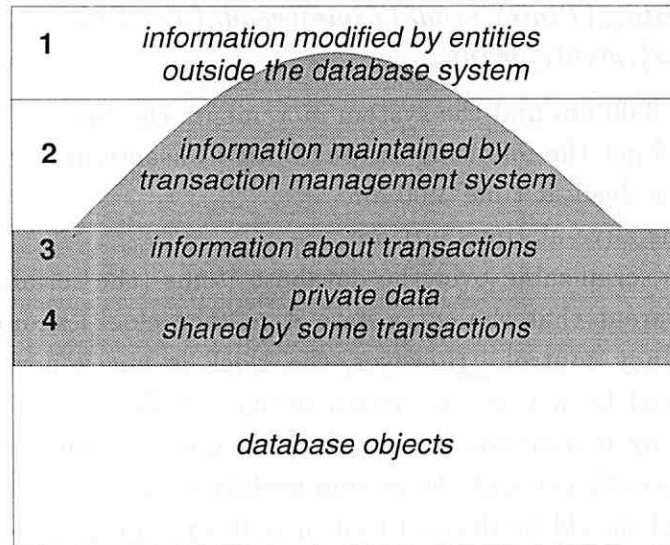 1 information modified by entities
outside the database system
2 information maintained by
transaction management system
3 information about transactions
private data
4 shared by some transactions
database objects